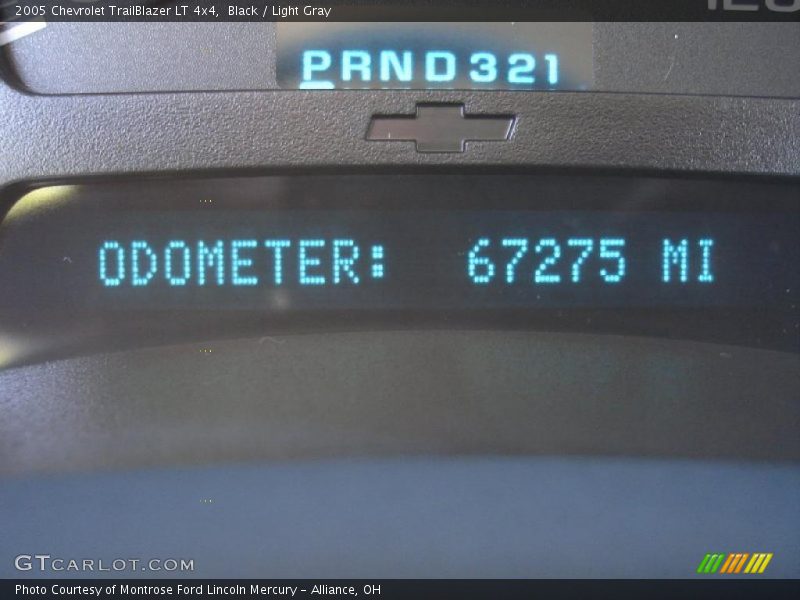 2005 Chevrolet TrailBlazer LT 4x4,  Black / Light Gray
PRND321
ODOMETER: 67275 MI
GTCARLOT.COM
Photo Courtesy of Montrose Ford Lincoln Mercury - Alliance, OH